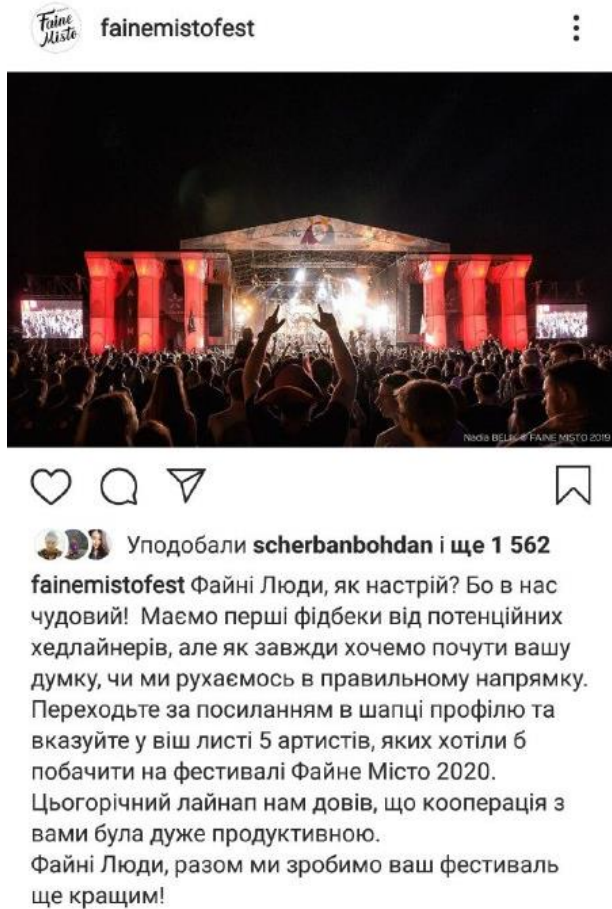 Faine
Misto
fainemistofest
Nadia BELIK © FAINE MISTO 2019
Уподобали scherbanbohdan і ще 1 562
fainemistofest Файні Люди, як настрій? Бо в нас
чудовий! Маємо перші фідбеки від потенційних
хедлайнерів, але як завжди хочемо почути вашу
думку, чи ми рухаємось в правильному напрямку.
Переходьте за посиланням в шапці профілю та
вказуйте у віш листі 5 артистів, яких хотіли б
побачити на фестивалі Файне Місто 2020.
Цьогорічний лайнап нам довів, що кооперація з
вами була дуже продуктивною.
Файні Люди, разом ми зробимо ваш фестиваль
ще кращим!